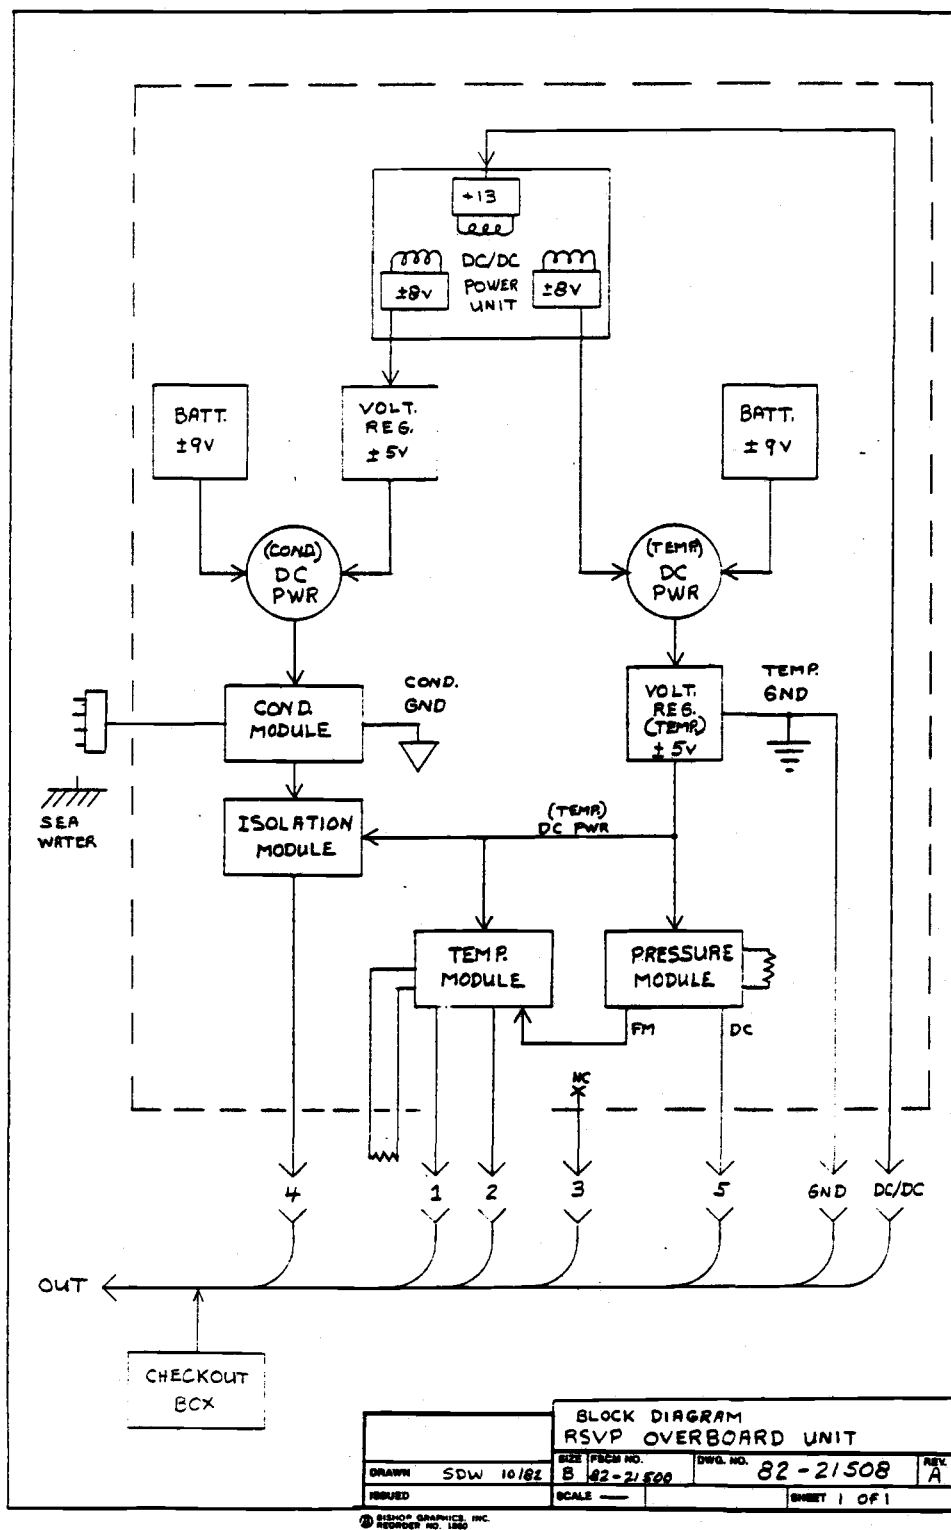 +13
DC/DC
POWER
UNIT
±8V
±8V
BATT.
±9V
VOLT.
REG.
±5V
BATT.
±9V
(COND)
DC
PWR
(TEMP)
DC
PWR
COND.
MODULE
COND.
GND
VOLT.
REG.
(TEMP)
±5V
TEMP.
GND
SEA
WATER
ISOLATION
MODULE
(TEMP)
DC PWR
TEMP.
MODULE
PRESSURE
MODULE
FM
DC
NC
4
1
2
3
5
GND
DC/DC
OUT
CHECKOUT
BOX
BLOCK DIAGRAM
RSVP OVERBOARD UNIT
DRAWN SDW 10/82
ISSUED
SIZE B
FSCM NO. 82-21500
DWG. NO. 82-21508
REV. A
SCALE —
SHEET 1 OF 1
BISHOP GRAPHICS, INC.